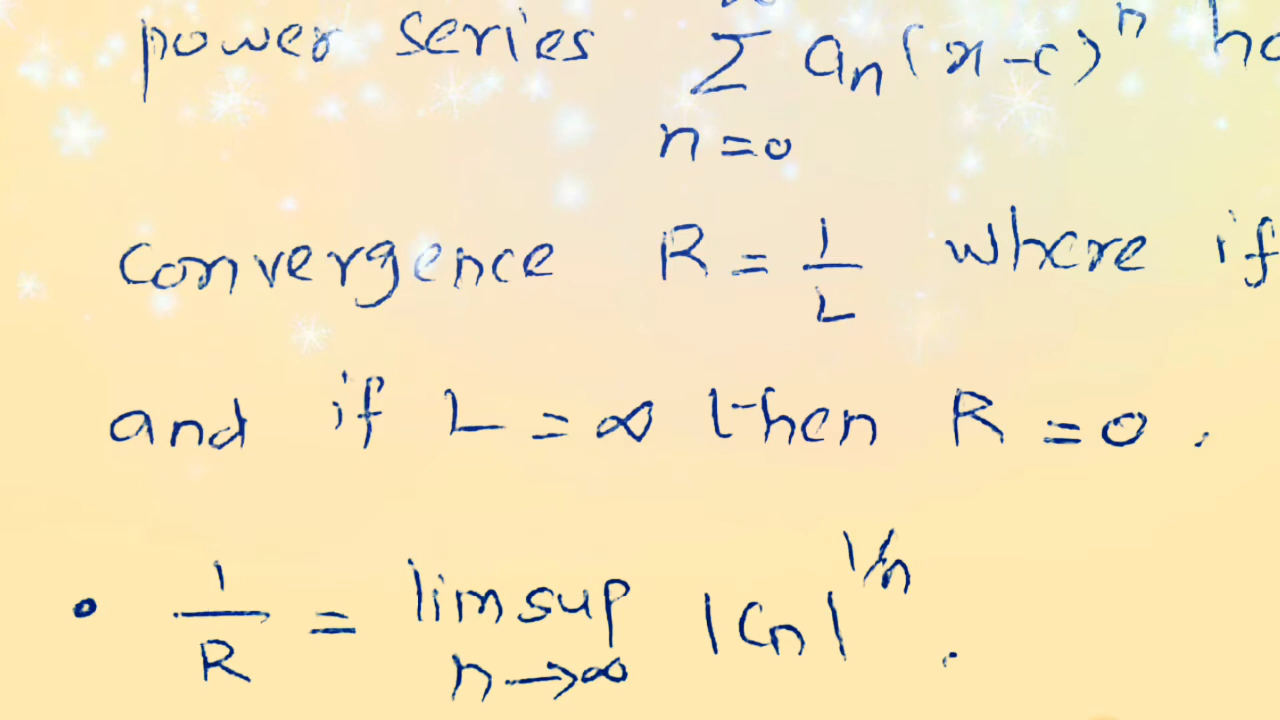 power series ∑ aₙ(x-c)ⁿ
n=0
convergence R = 1/L where if
and if L = ∞ then R = 0.
• 1/R = lim sup |Cₙ|^1/n.
n→∞